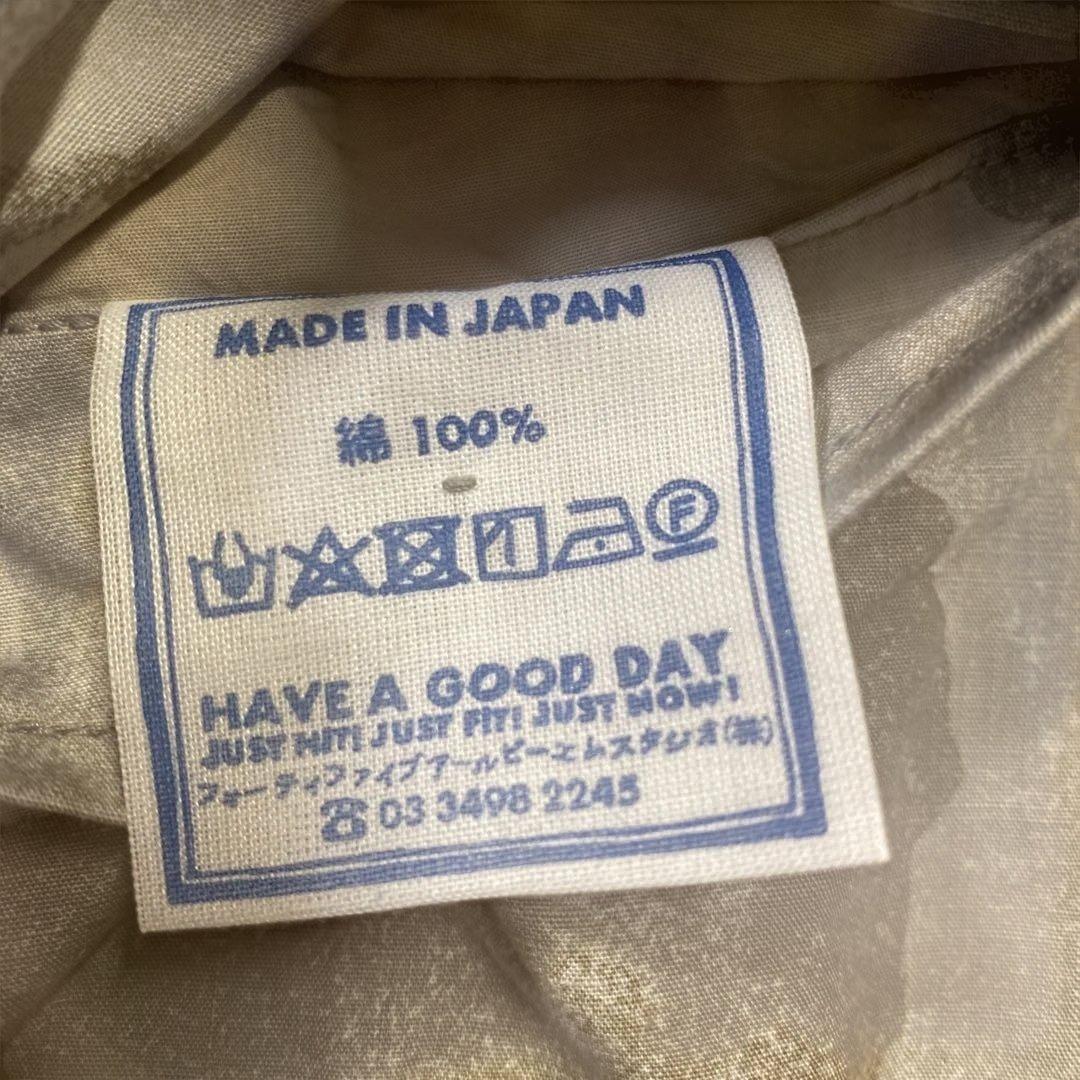 MADE IN JAPAN
綿 100%
F
HAVE A GOOD DAY
JUST HIT! JUST FIT! JUST NOW!
フォーティファイブアールピーエムスタジオ(株)
☎ 03 3498 2245